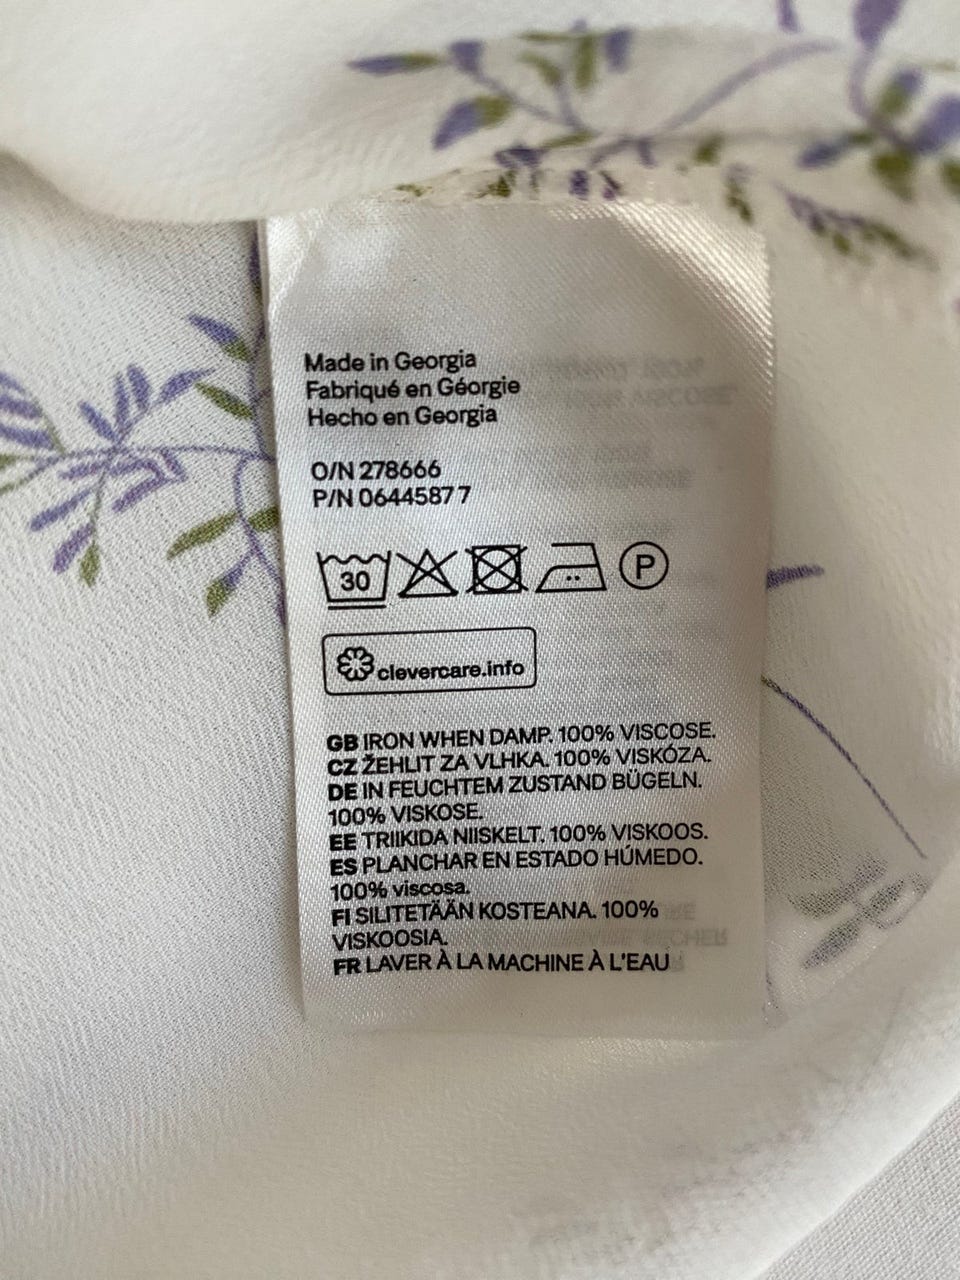 Made in Georgia
Fabriqué en Géorgie
Hecho en Georgia
O/N 278666
P/N 0644587 7
30
P
clevercare.info
GB IRON WHEN DAMP. 100% VISCOSE.
CZ ŽEHLIT ZA VLHKA. 100% VISKÓZA.
DE IN FEUCHTEM ZUSTAND BÜGELN.
100% VISKOSE.
EE TRIIKIDA NIISKELT. 100% VISKOOS.
ES PLANCHAR EN ESTADO HÚMEDO.
100% viscosa.
FI SILITETÄÄN KOSTEANA. 100%
VISKOOSIA.
FR LAVER À LA MACHINE À L'EAU